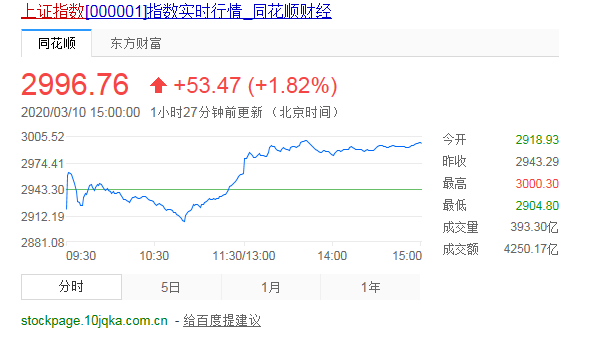 上证指数[000001]指数实时行情_同花顺财经
同花顺 东方财富
2996.76 +53.47 (+1.82%)
2020/03/10 15:00:00 1小时27分钟前更新（北京时间）
3005.52
2974.41
2943.30
2912.19
2881.08
09:30 10:30 11:30/13:00 14:00 15:00
今开 2918.93
昨收 2943.29
最高 3000.30
最低 2904.80
成交量 393.30亿
成交额 4250.17亿
分时 5日 1月 1年
stockpage.10jqka.com.cn - 给百度提建议